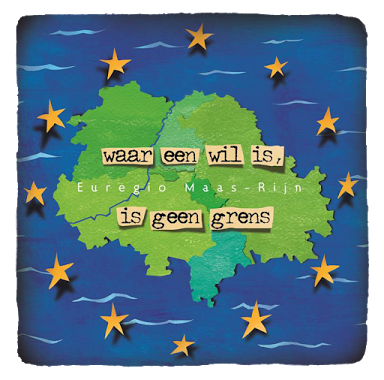 waar een wil is,
Euregio Maas-Rijn
is geen grens